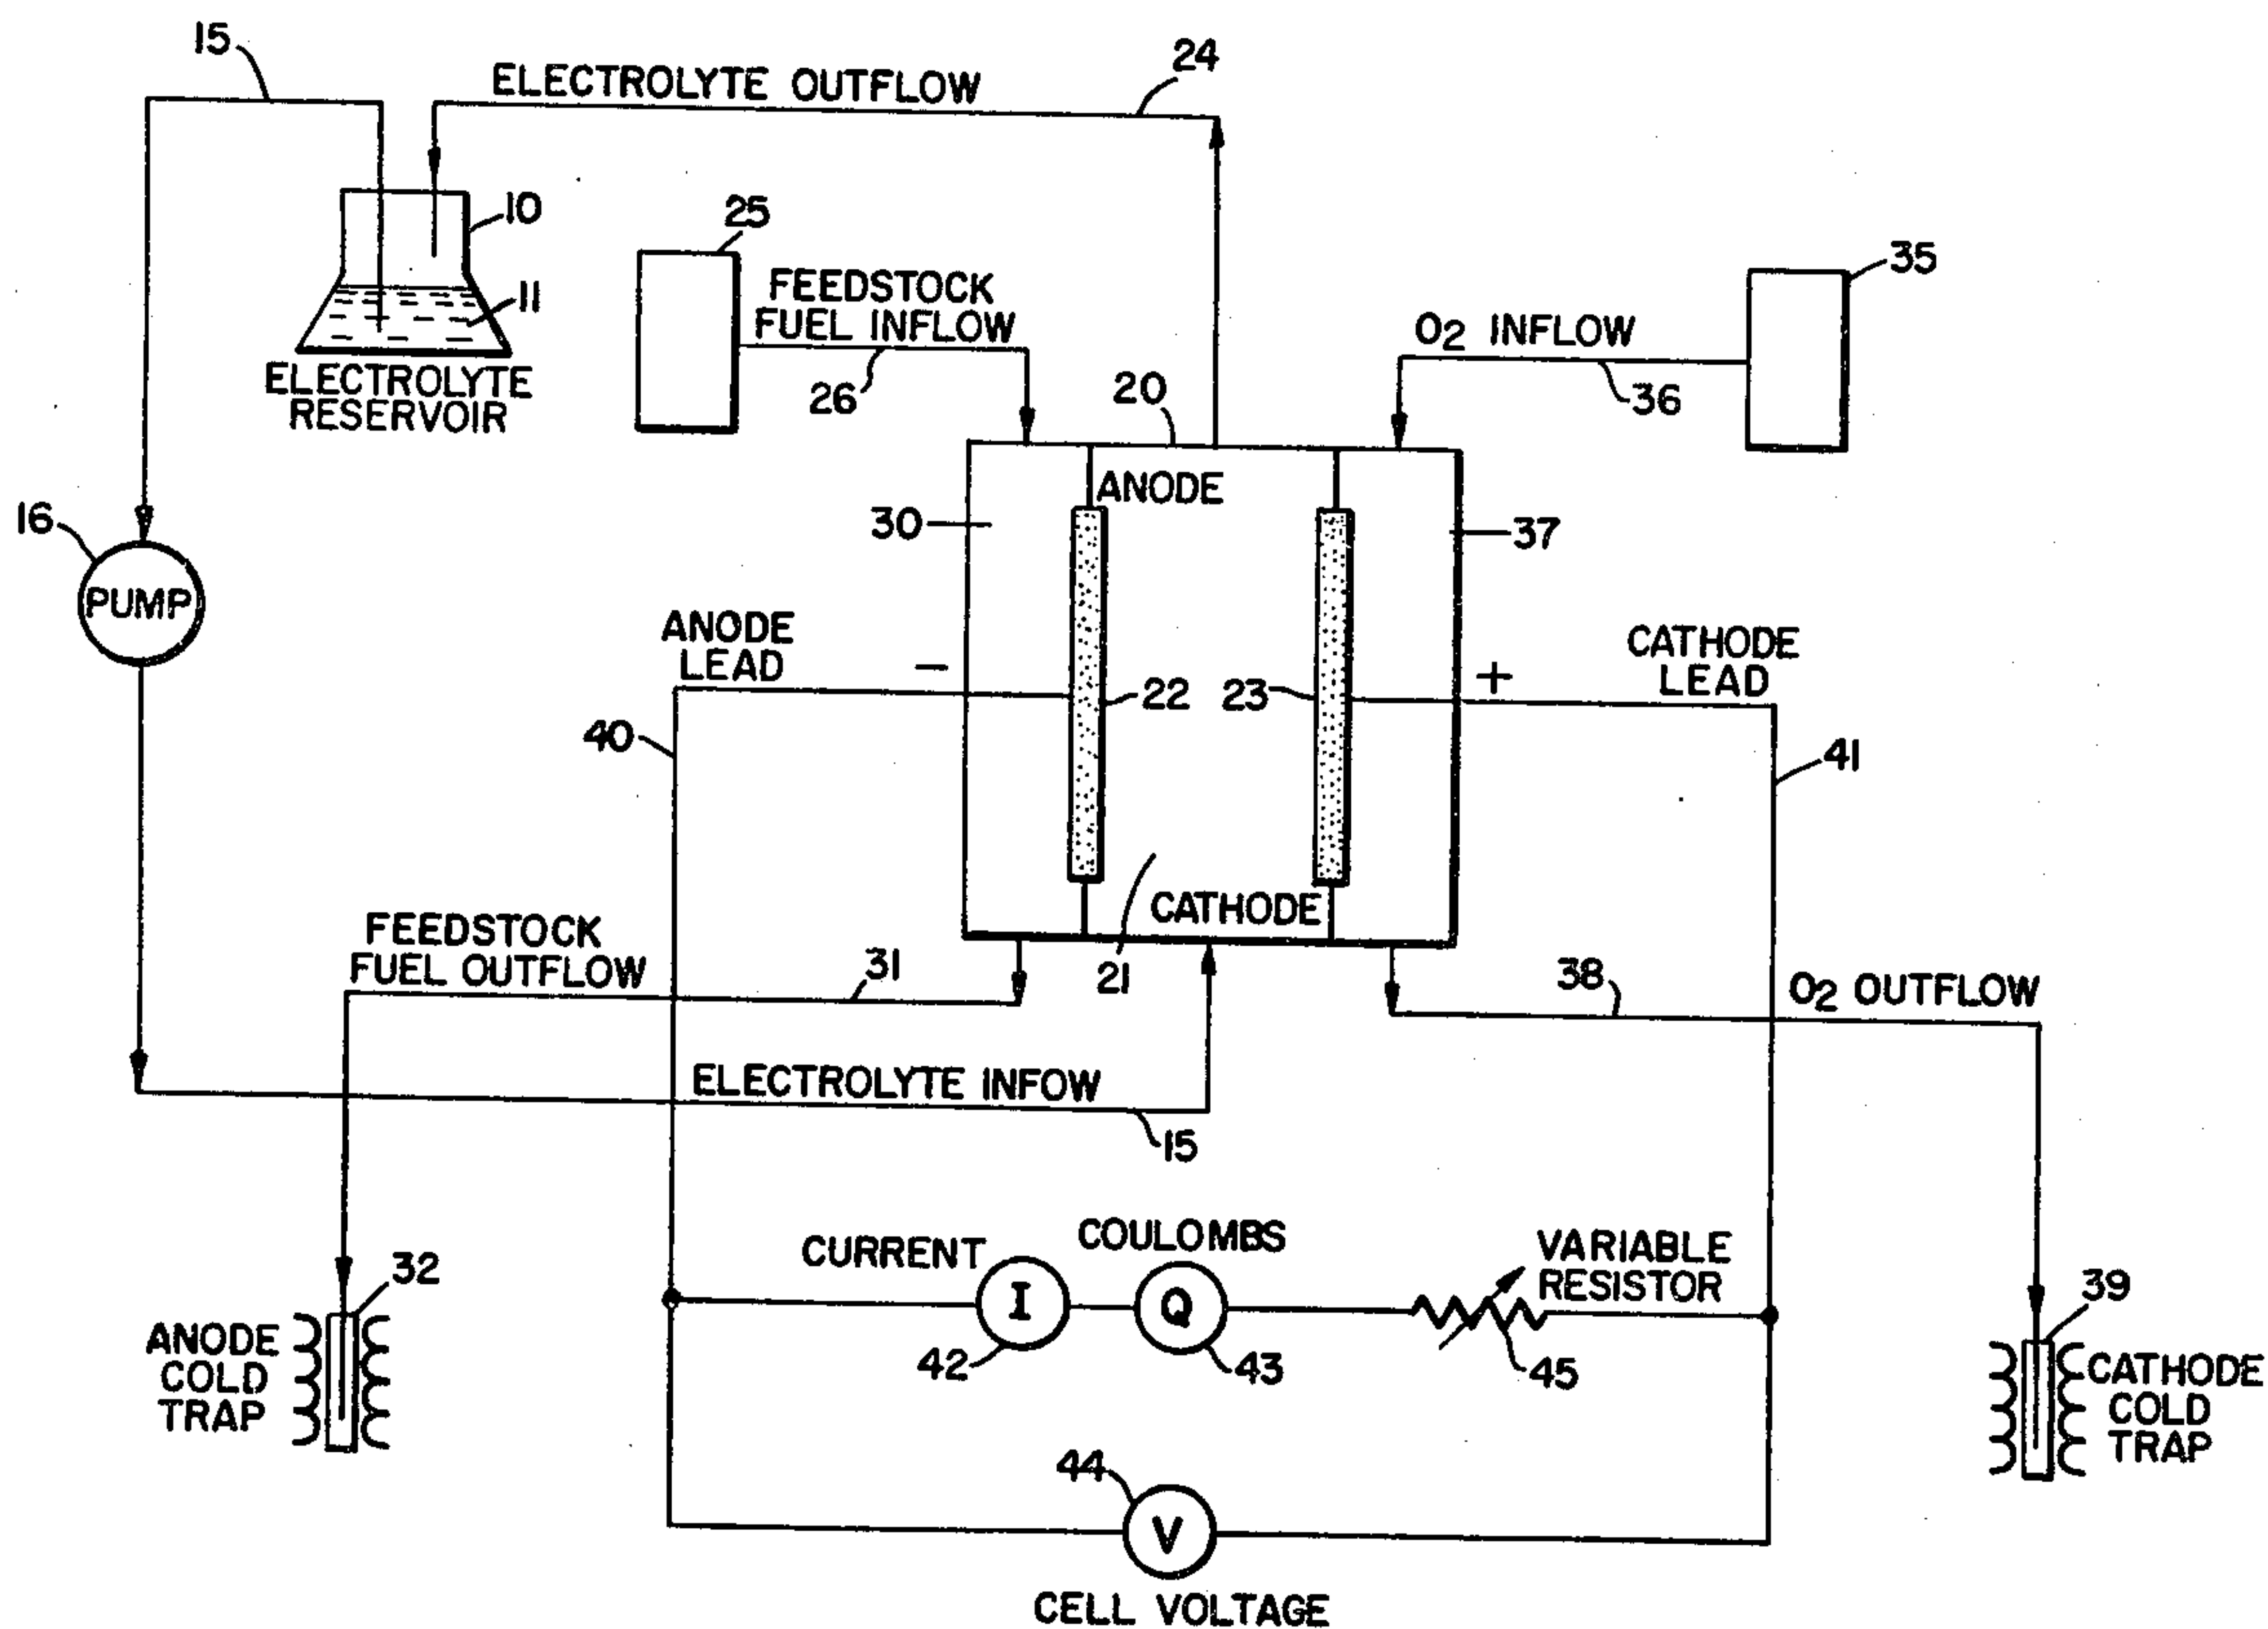 15
ELECTROLYTE OUTFLOW
24
10
11
ELECTROLYTE
RESERVOIR
25
FEEDSTOCK
FUEL INFLOW
26
20
O2 INFLOW
36
35
16
PUMP
ANODE
30
37
ANODE
LEAD
-
22
23
+
CATHODE
LEAD
40
41
CATHODE
21
FEEDSTOCK
FUEL OUTFLOW
31
38
O2 OUTFLOW
ELECTROLYTE INFOW
15
CURRENT
COULOMBS
VARIABLE
RESISTOR
I
Q
42
43
45
32
ANODE
COLD
TRAP
39
CATHODE
COLD
TRAP
44
V
CELL VOLTAGE